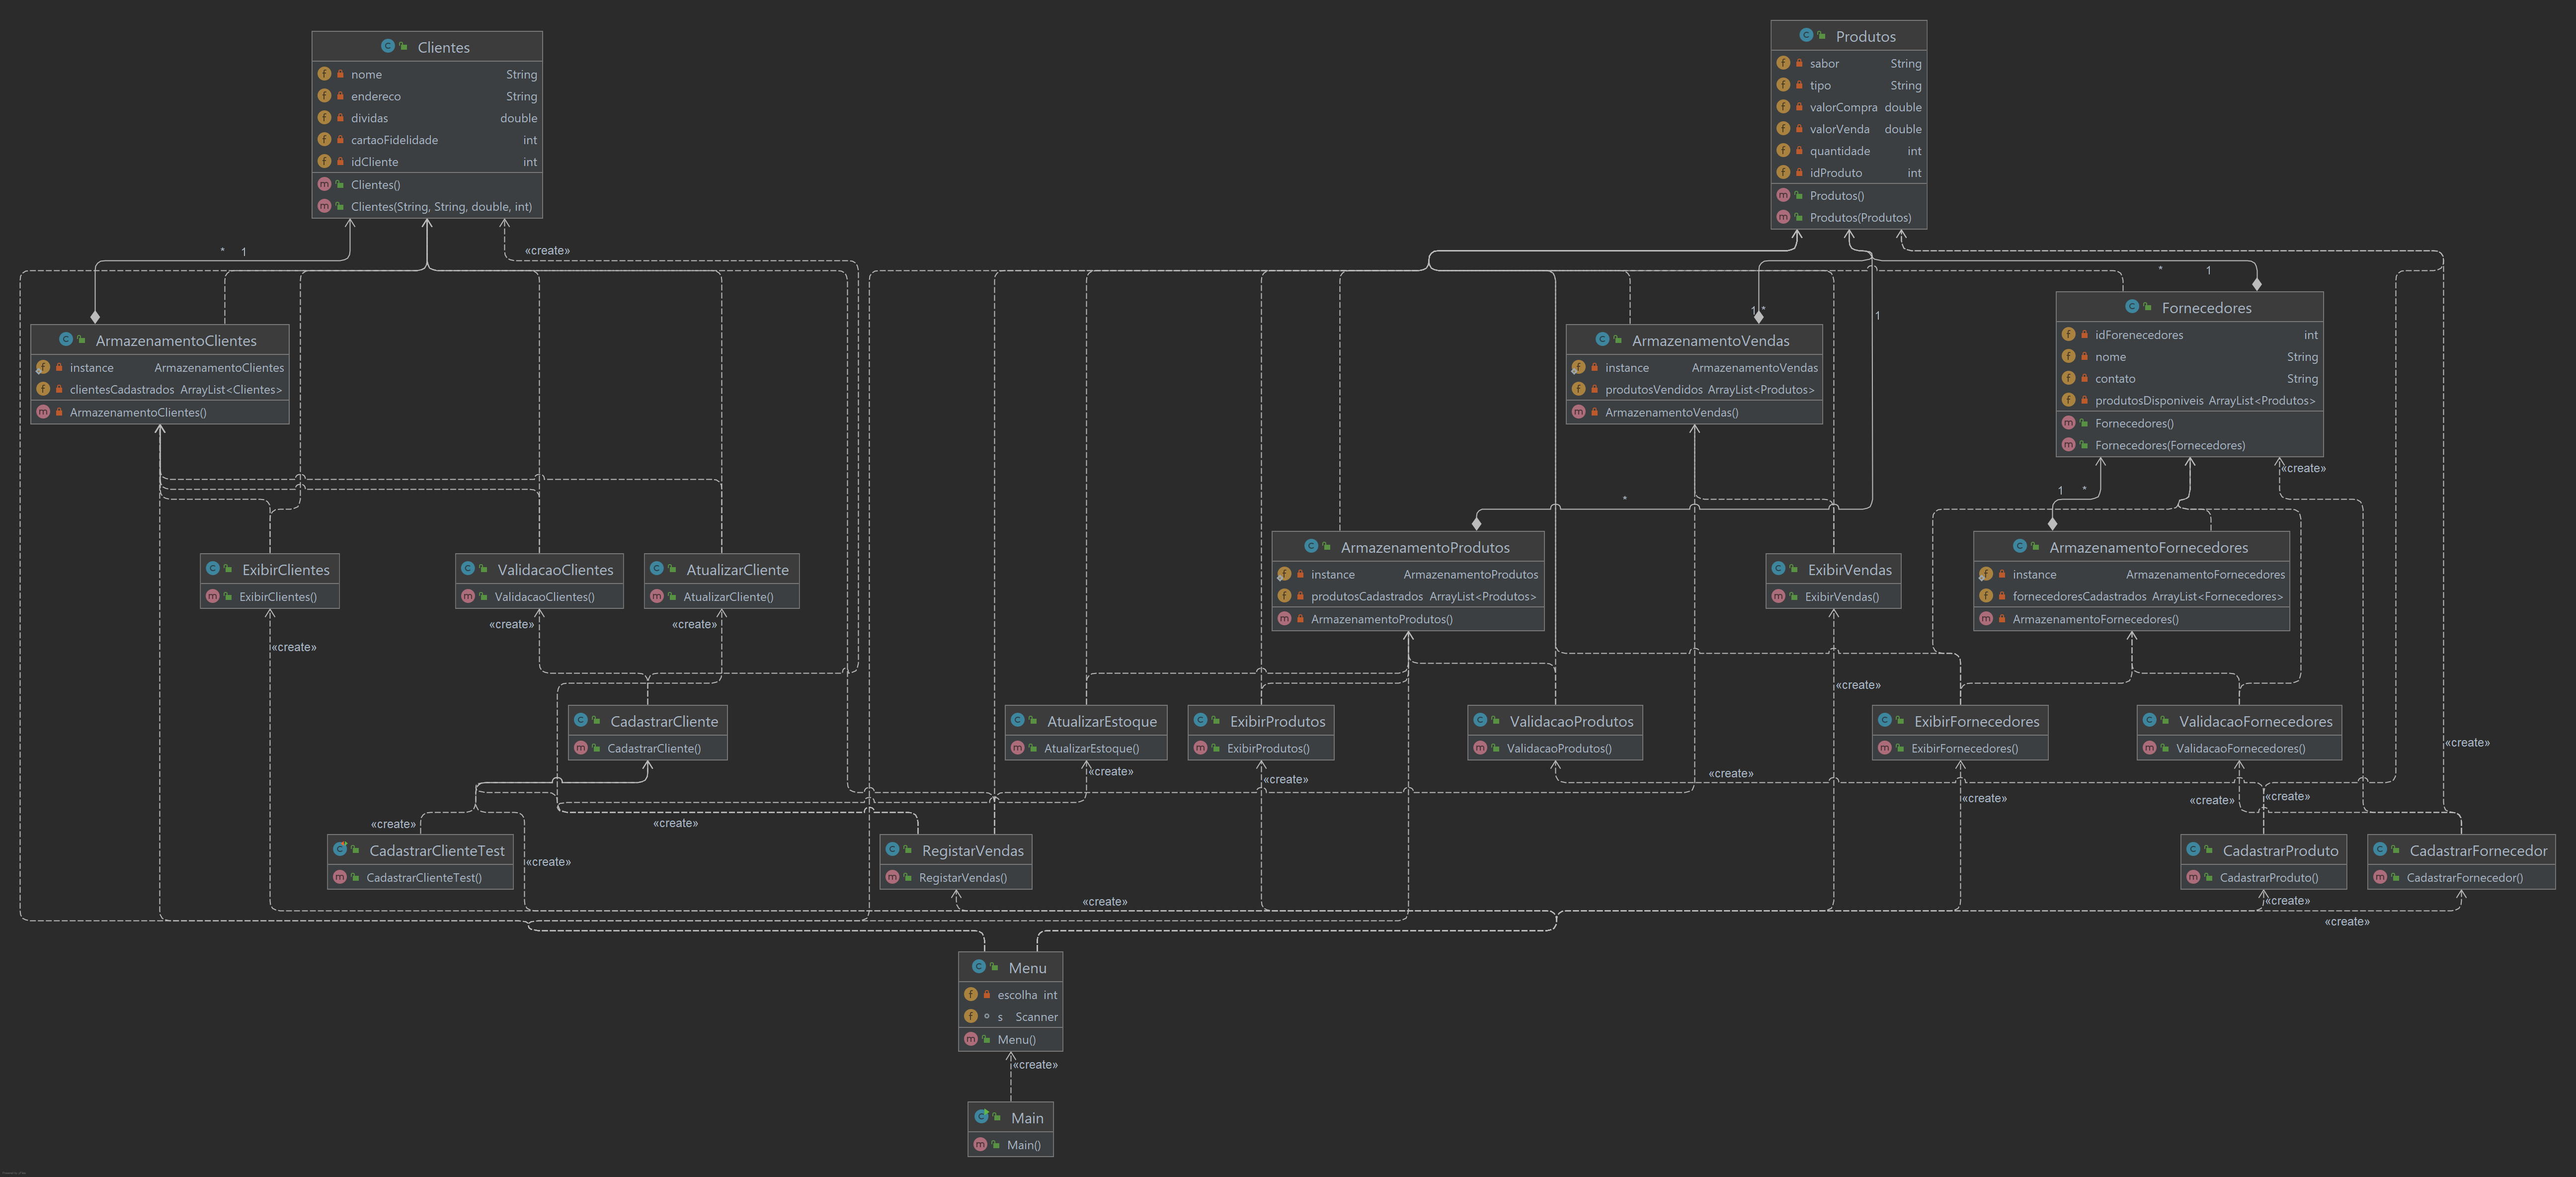 Clientes
nome String
endereco String
dividas double
cartaoFidelidade int
idCliente int
Clientes()
Clientes(String, String, double, int)
Produtos
sabor String
tipo String
valorCompra double
valorVenda double
quantidade int
idProduto int
Produtos()
Produtos(Produtos)
* 1
«create»
* 1
1 *
1
ArmazenamentoClientes
instance ArmazenamentoClientes
clientesCadastrados ArrayList<Clientes>
ArmazenamentoClientes()
ArmazenamentoVendas
instance ArmazenamentoVendas
produtosVendidos ArrayList<Produtos>
ArmazenamentoVendas()
Fornecedores
idForenecedores int
nome String
contato String
produtosDisponiveis ArrayList<Produtos>
Fornecedores()
Fornecedores(Fornecedores)
«create»
1 *
*
ExibirClientes
ExibirClientes()
ValidacaoClientes
ValidacaoClientes()
AtualizarCliente
AtualizarCliente()
ArmazenamentoProdutos
instance ArmazenamentoProdutos
produtosCadastrados ArrayList<Produtos>
ArmazenamentoProdutos()
ExibirVendas
ExibirVendas()
ArmazenamentoFornecedores
instance ArmazenamentoFornecedores
fornecedoresCadastrados ArrayList<Fornecedores>
ArmazenamentoFornecedores()
«create»
«create»
«create»
«create»
CadastrarCliente
CadastrarCliente()
AtualizarEstoque
AtualizarEstoque()
ExibirProdutos
ExibirProdutos()
ValidacaoProdutos
ValidacaoProdutos()
ExibirFornecedores
ExibirFornecedores()
ValidacaoFornecedores
ValidacaoFornecedores()
«create»
«create»
«create»
«create»
«create»
«create»
«create»
«create»
«create»
CadastrarClienteTest
CadastrarClienteTest()
«create»
RegistarVendas
RegistarVendas()
CadastrarProduto
CadastrarProduto()
CadastrarFornecedor
CadastrarFornecedor()
«create»
«create»
«create»
Menu
escolha int
s Scanner
Menu()
«create»
Main
Main()